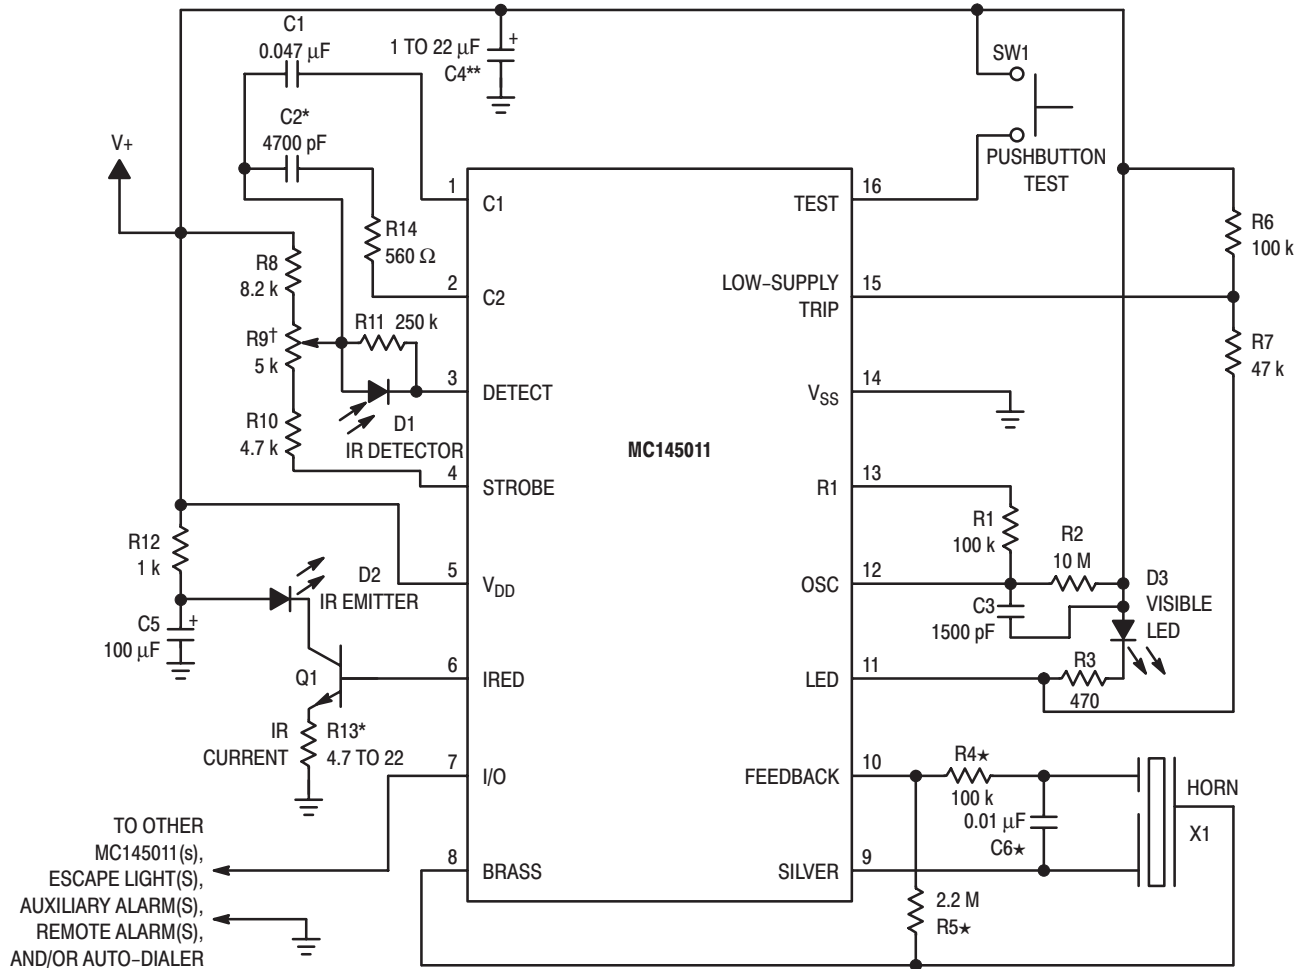 C1
0.047 μF
1 TO 22 μF
C4**
+
SW1
PUSHBUTTON
TEST
C2*
4700 pF
V+
R14
560 Ω
R8
8.2 k
R9†
5 k
R11 250 k
R10
4.7 k
D1
IR DETECTOR
R12
1 k
D2
IR EMITTER
C5
+
100 μF
Q1
IR
CURRENT
R13*
4.7 TO 22
TO OTHER
MC145011(s),
ESCAPE LIGHT(S),
AUXILIARY ALARM(S),
REMOTE ALARM(S),
AND/OR AUTO-DIALER
1
C1
2
C2
3
DETECT
4
STROBE
5
VDD
6
IRED
7
I/O
8
BRASS
MC145011
16
TEST
15
LOW-SUPPLY
TRIP
14
VSS
13
R1
12
OSC
11
LED
10
FEEDBACK
9
SILVER
R6
100 k
R7
47 k
R1
100 k
R2
10 M
C3
1500 pF
D3
VISIBLE
LED
R3
470
R4★
100 k
0.01 μF
C6★
HORN
X1
2.2 M
R5★